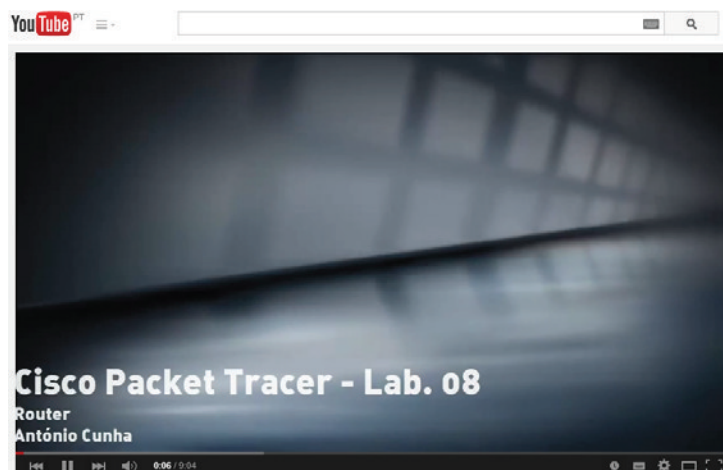 YouTube PT
Cisco Packet Tracer - Lab. 08
Router
António Cunha
0:06 / 9:04